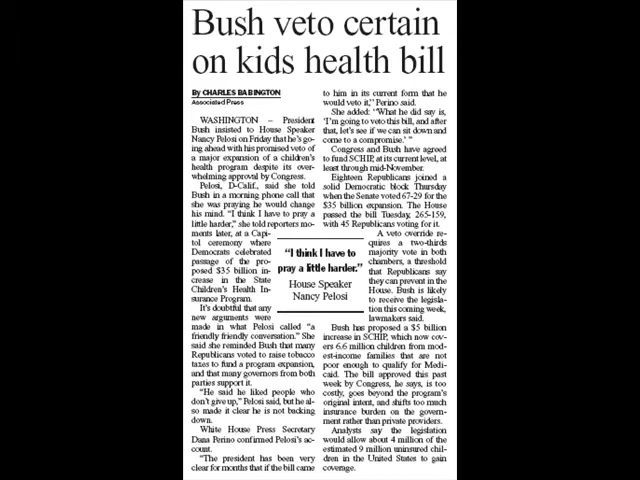 Bush veto certain
on kids health bill
By CHARLES BABINGTON
Associated Press
WASHINGTON – President
Bush insisted to House Speaker
Nancy Pelosi on Friday that he's go-
ing ahead with his promised veto of
a major expansion of a children's
health program despite its over-
whelming approval by Congress.
Pelosi, D-Calif., said she told
Bush in a morning phone call that
she was praying he would change
his mind. "I think I have to pray a
little harder," she told reporters mo-
ments later, at a Capi-
tol ceremony where
Democrats celebrated
passage of the pro-
posed $35 billion in-
crease in the State
Children's Health In-
surance Program.
It's doubtful that any
new arguments were
made in what Pelosi called "a
friendly friendly conversation." She
said she reminded Bush that many
Republicans voted to raise tobacco
taxes to fund a program expansion,
and that many governors from both
parties support it.
"He said he liked people who
don't give up," Pelosi said, but he al-
so made it clear he is not backing
down.
White House Press Secretary
Dana Perino confirmed Pelosi's ac-
count.
"The president has been very
clear for months that if the bill came
"I think I have to
pray a little harder."
House Speaker
Nancy Pelosi
to him in its current form that he
would veto it," Perino said.
She added: "What he did say is,
'I'm going to veto this bill, and after
that, let's see if we can sit down and
come to a compromise.' "
Congress and Bush have agreed
to fund SCHIP, at its current level, at
least through mid-November.
Eighteen Republicans joined a
solid Democratic block Thursday
when the Senate voted 67-29 for the
$35 billion expansion. The House
passed the bill Tuesday, 265-159,
with 45 Republicans voting for it.
A veto override re-
quires a two-thirds
majority vote in both
chambers, a threshold
that Republicans say
they can prevent in the
House. Bush is likely
to receive the legisla-
tion this coming week,
lawmakers said.
Bush has proposed a $5 billion
increase in SCHIP, which now cov-
ers 6.6 million children from mod-
est-income families that are not
poor enough to qualify for Medi-
caid. The bill approved this past
week by Congress, he says, is too
costly, goes beyond the program's
original intent, and shifts too much
insurance burden on the govern-
ment rather than private providers.
Analysts say the legislation
would allow about 4 million of the
estimated 9 million uninsured chil-
dren in the United States to gain
coverage.